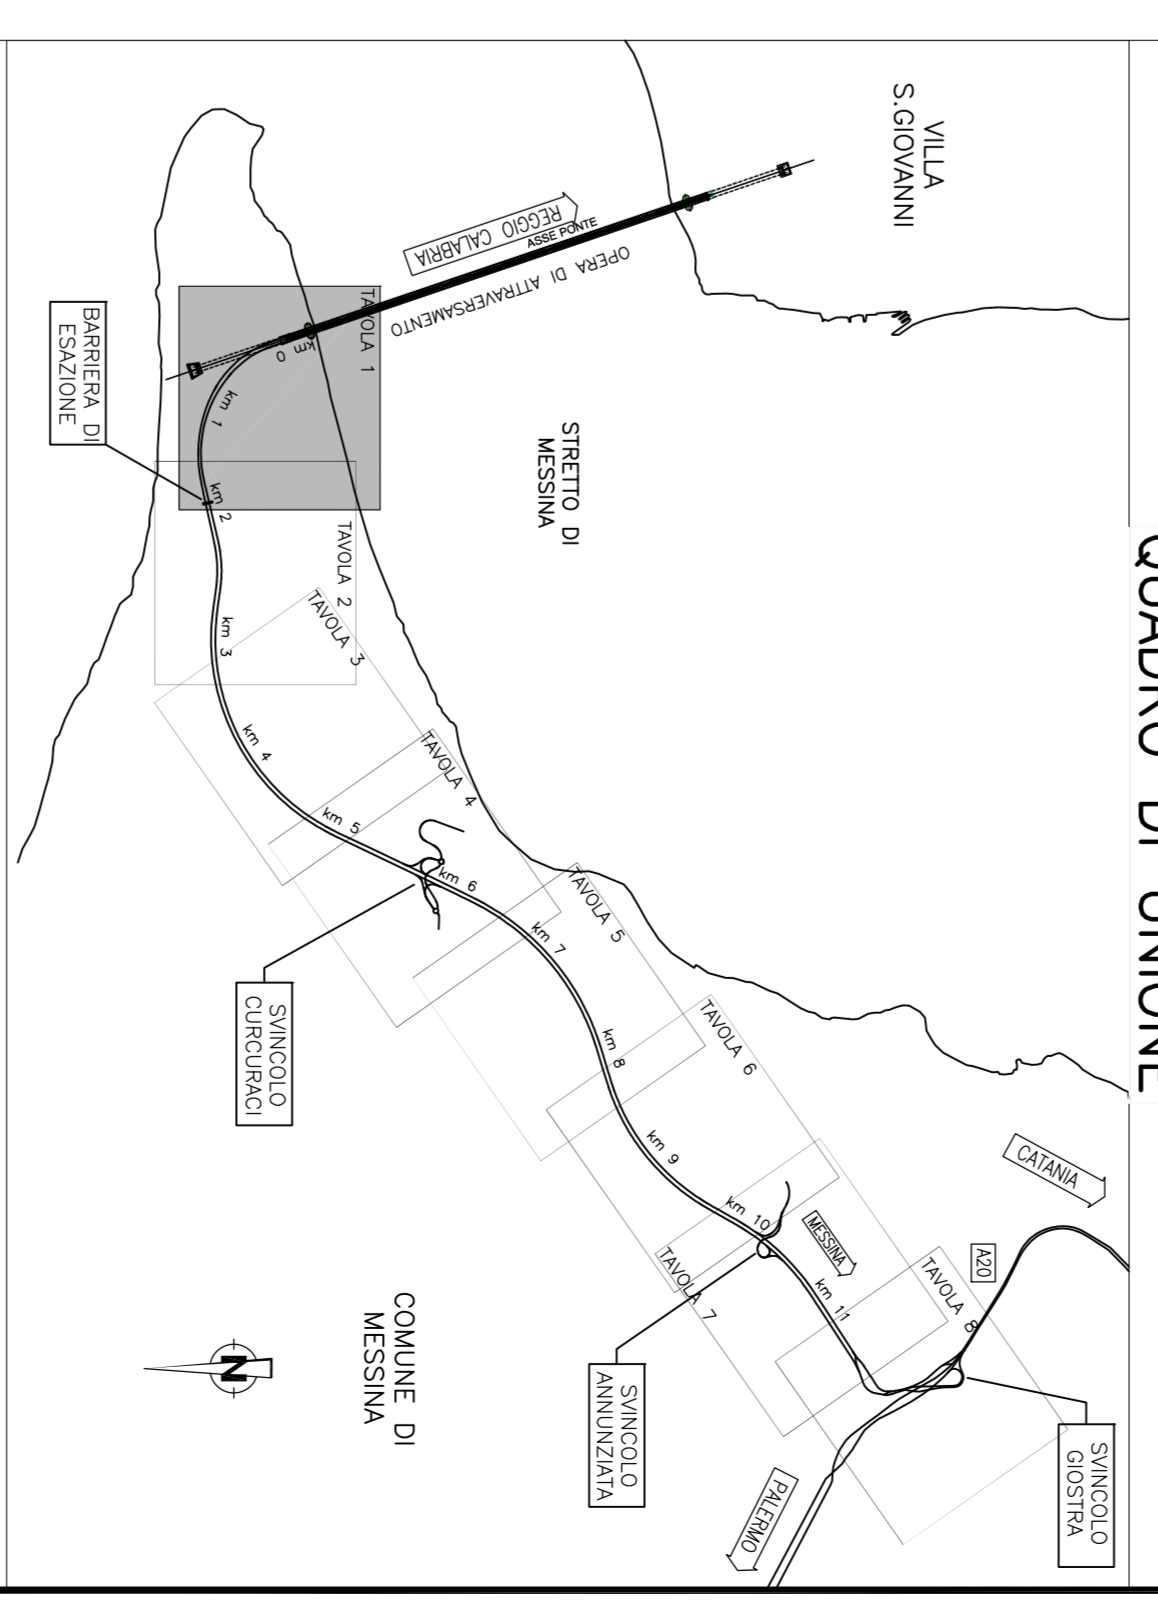 QUADRO DI UNIONE
VILLA
S.GIOVANNI
REGGIO CALABRIA
ASSE PONTE
OPERA DI ATTRAVERSAMENTO
STRETTO DI
MESSINA
BARRIERA DI
ESAZIONE
TAVOLA 1
km 0
km 1
km 2
TAVOLA 2
km 3
TAVOLA 3
km 4
TAVOLA 4
km 5
km 6
SVINCOLO
CURCURACI
TAVOLA 5
km 7
km 8
TAVOLA 6
km 9
km 10
TAVOLA 7
MESSINA
km 11
SVINCOLO
ANNUNZIATA
TAVOLA 8
A20
CATANIA
SVINCOLO
GIOSTRA
PALERMO
COMUNE DI
MESSINA
N